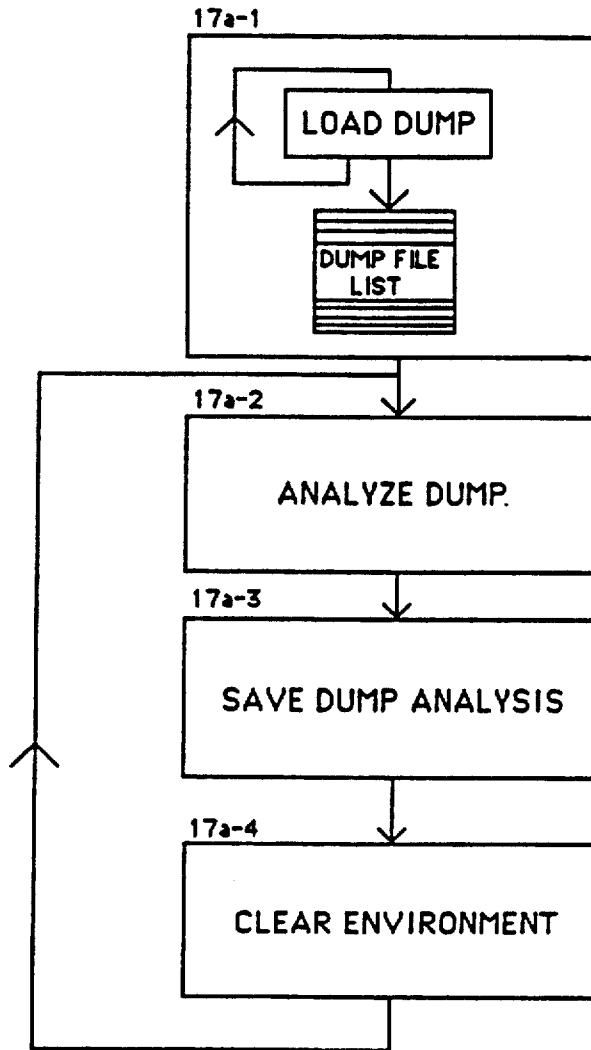 17a-1
LOAD DUMP
DUMP FILE
LIST
17a-2
ANALYZE DUMP.
17a-3
SAVE DUMP ANALYSIS
17a-4
CLEAR ENVIRONMENT